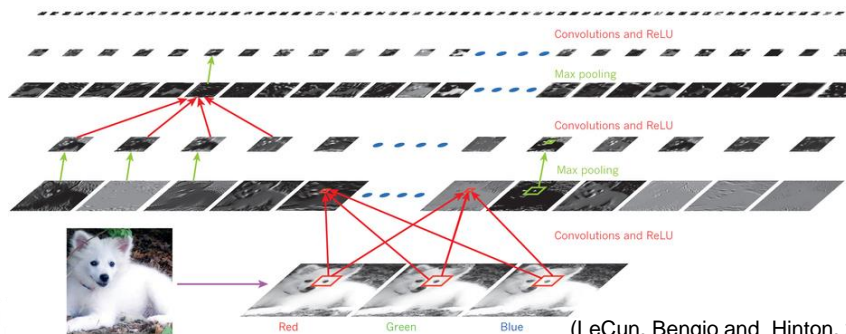 Convolutions and ReLU
Max pooling
Convolutions and ReLU
Max pooling
Convolutions and ReLU
Red Green Blue
(LeCun, Bengio and Hinton,